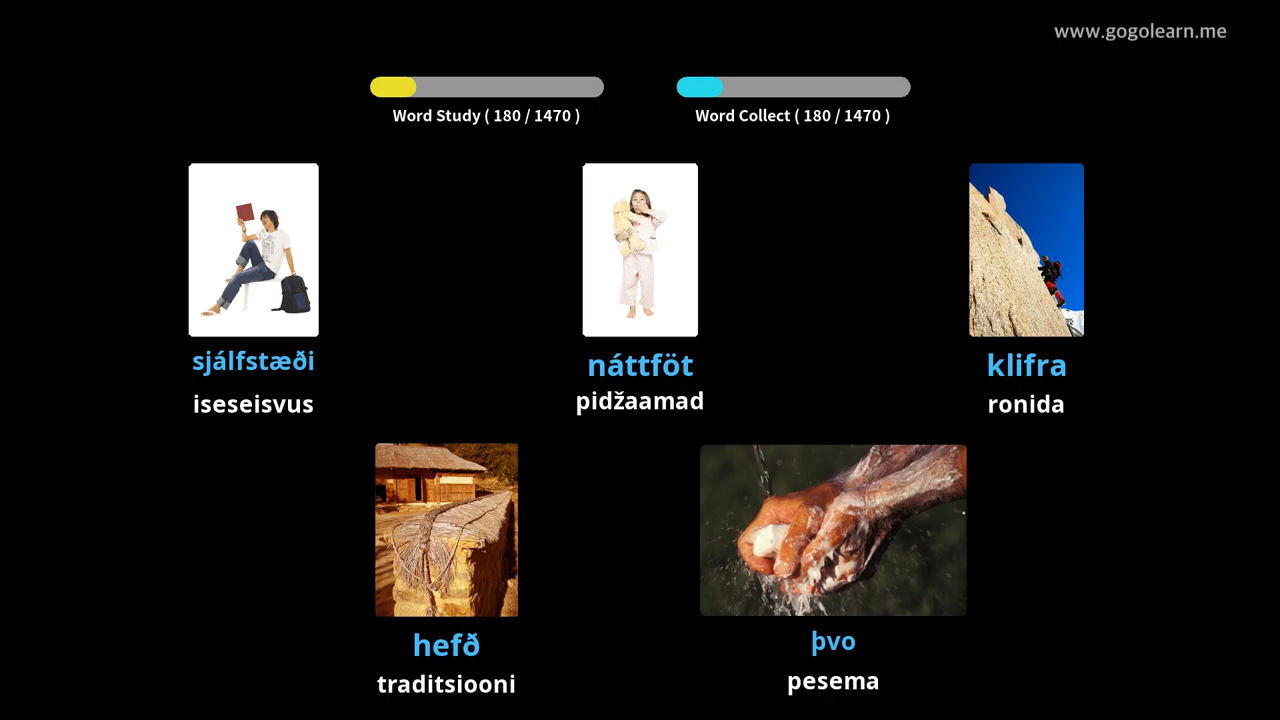 www.gogolearn.me
Word Study ( 180 / 1470 )
Word Collect ( 180 / 1470 )
sjálfstæði
iseseisvus
náttföt
pidžaamad
klifra
ronida
hefð
traditsiooni
þvo
pesema